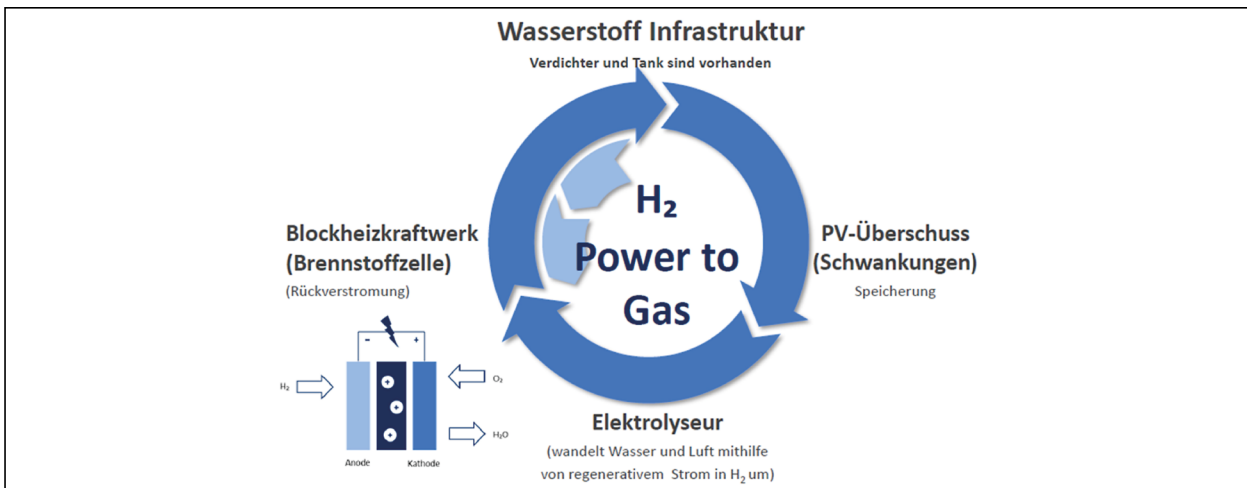 Wasserstoff Infrastruktur
Verdichter und Tank sind vorhanden
H₂
Power to
Gas
PV-Überschuss
(Schwankungen)
Speicherung
Elektrolyseur
(wandelt Wasser und Luft mithilfe
von regenerativem Strom in H₂ um)
Blockheizkraftwerk
(Brennstoffzelle)
(Rückverstromung)
− +
H₂
O₂
+
+
+
H₂O
Anode Kathode